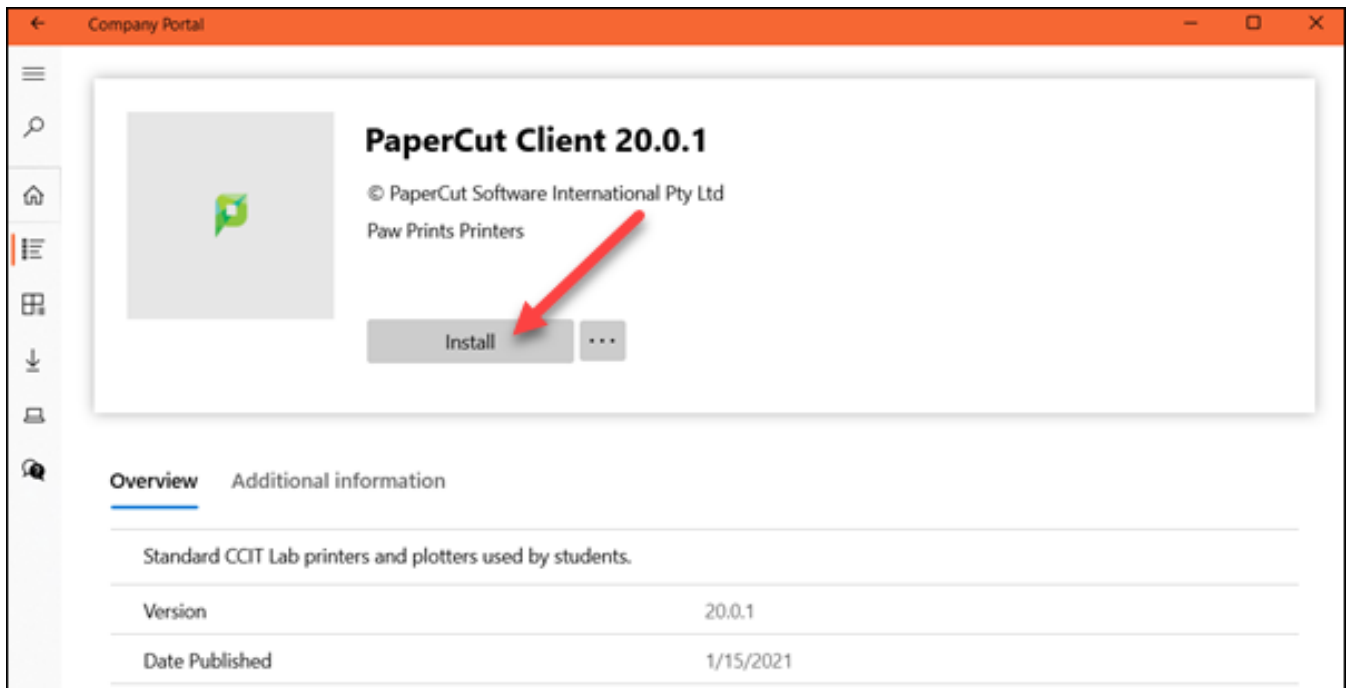 Company Portal
PaperCut Client 20.0.1
© PaperCut Software International Pty Ltd
Paw Prints Printers
Install ...
Overview Additional information
Standard CCIT Lab printers and plotters used by students.
Version 20.0.1
Date Published 1/15/2021